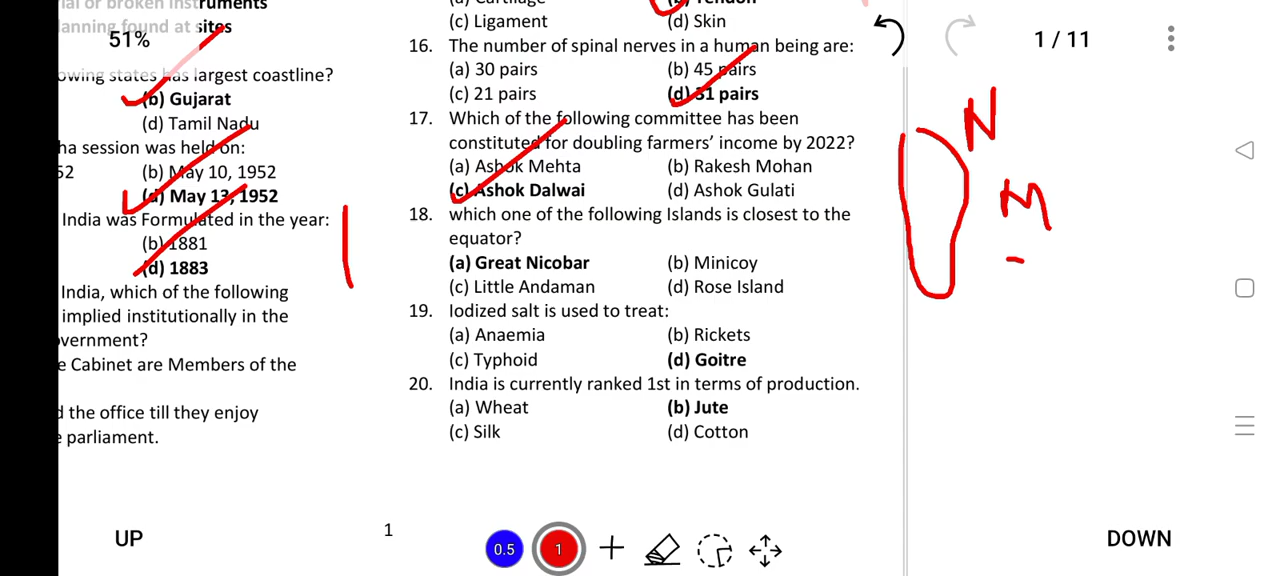 or broken instruments
lanning found at sites
51%
owing states has largest coastline?
(b) Gujarat
(d) Tamil Nadu
ha session was held on:
52 (b) May 10, 1952
(d) May 13, 1952
India was Formulated in the year:
(b) 1881
(d) 1883
India, which of the following
implied institutionally in the
overnment?
e Cabinet are Members of the
d the office till they enjoy
e parliament.
(c) Ligament (d) Skin
16. The number of spinal nerves in a human being are:
(a) 30 pairs (b) 45 pairs
(c) 21 pairs (d) 31 pairs
17. Which of the following committee has been
constituted for doubling farmers' income by 2022?
(a) Ashok Mehta (b) Rakesh Mohan
(c) Ashok Dalwai (d) Ashok Gulati
18. which one of the following Islands is closest to the
equator?
(a) Great Nicobar (b) Minicoy
(c) Little Andaman (d) Rose Island
19. Iodized salt is used to treat:
(a) Anaemia (b) Rickets
(c) Typhoid (d) Goitre
20. India is currently ranked 1st in terms of production.
(a) Wheat (b) Jute
(c) Silk (d) Cotton
1
1 / 11
N
M
UP
0.5
1
DOWN